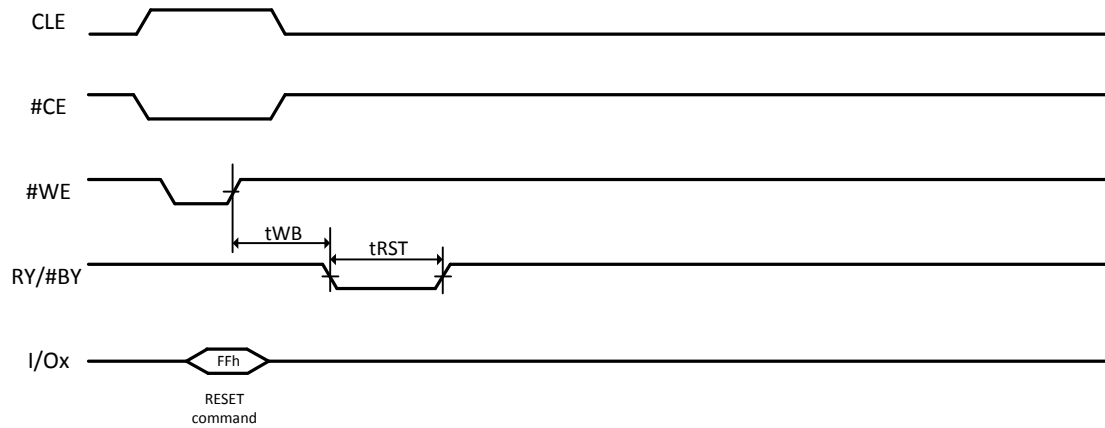 CLE
#CE
#WE
tWB
tRST
RY/#BY
I/Ox
FFh
RESET
command